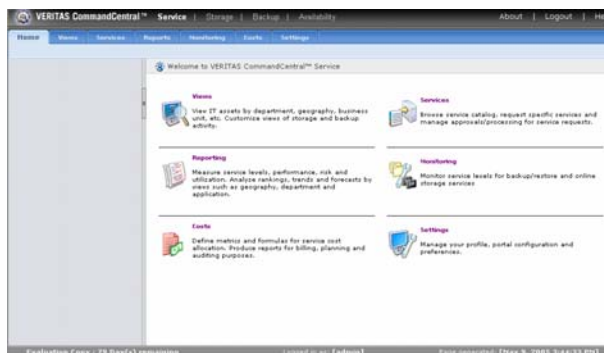 VERITAS CommandCentral™ Service | Storage | Backup | Availability About | Logout | He
Home Views Services Reports Monitoring Costs Settings
Welcome to VERITAS CommandCentral™ Service
Views
View IT assets by department, geography, business
unit, etc. Customize views of storage and backup
activity.
Services
Browse service catalog, request specific services and
manage approvals/processing for service requests.
Reporting
Measure service levels, performance, risk and
utilization. Analyze rankings, trends and forecasts by
views such as geography, department and
application.
Monitoring
Monitor service levels for backup/restore and online
storage services
Costs
Define metrics and formulas for service cost
allocation. Produce reports for billing, planning and
auditing purposes.
Settings
Manage your profile, portal configuration and
preferences.
Evaluation Copy : 79 Day(s) remaining Logged in as: [admin] Page generated: